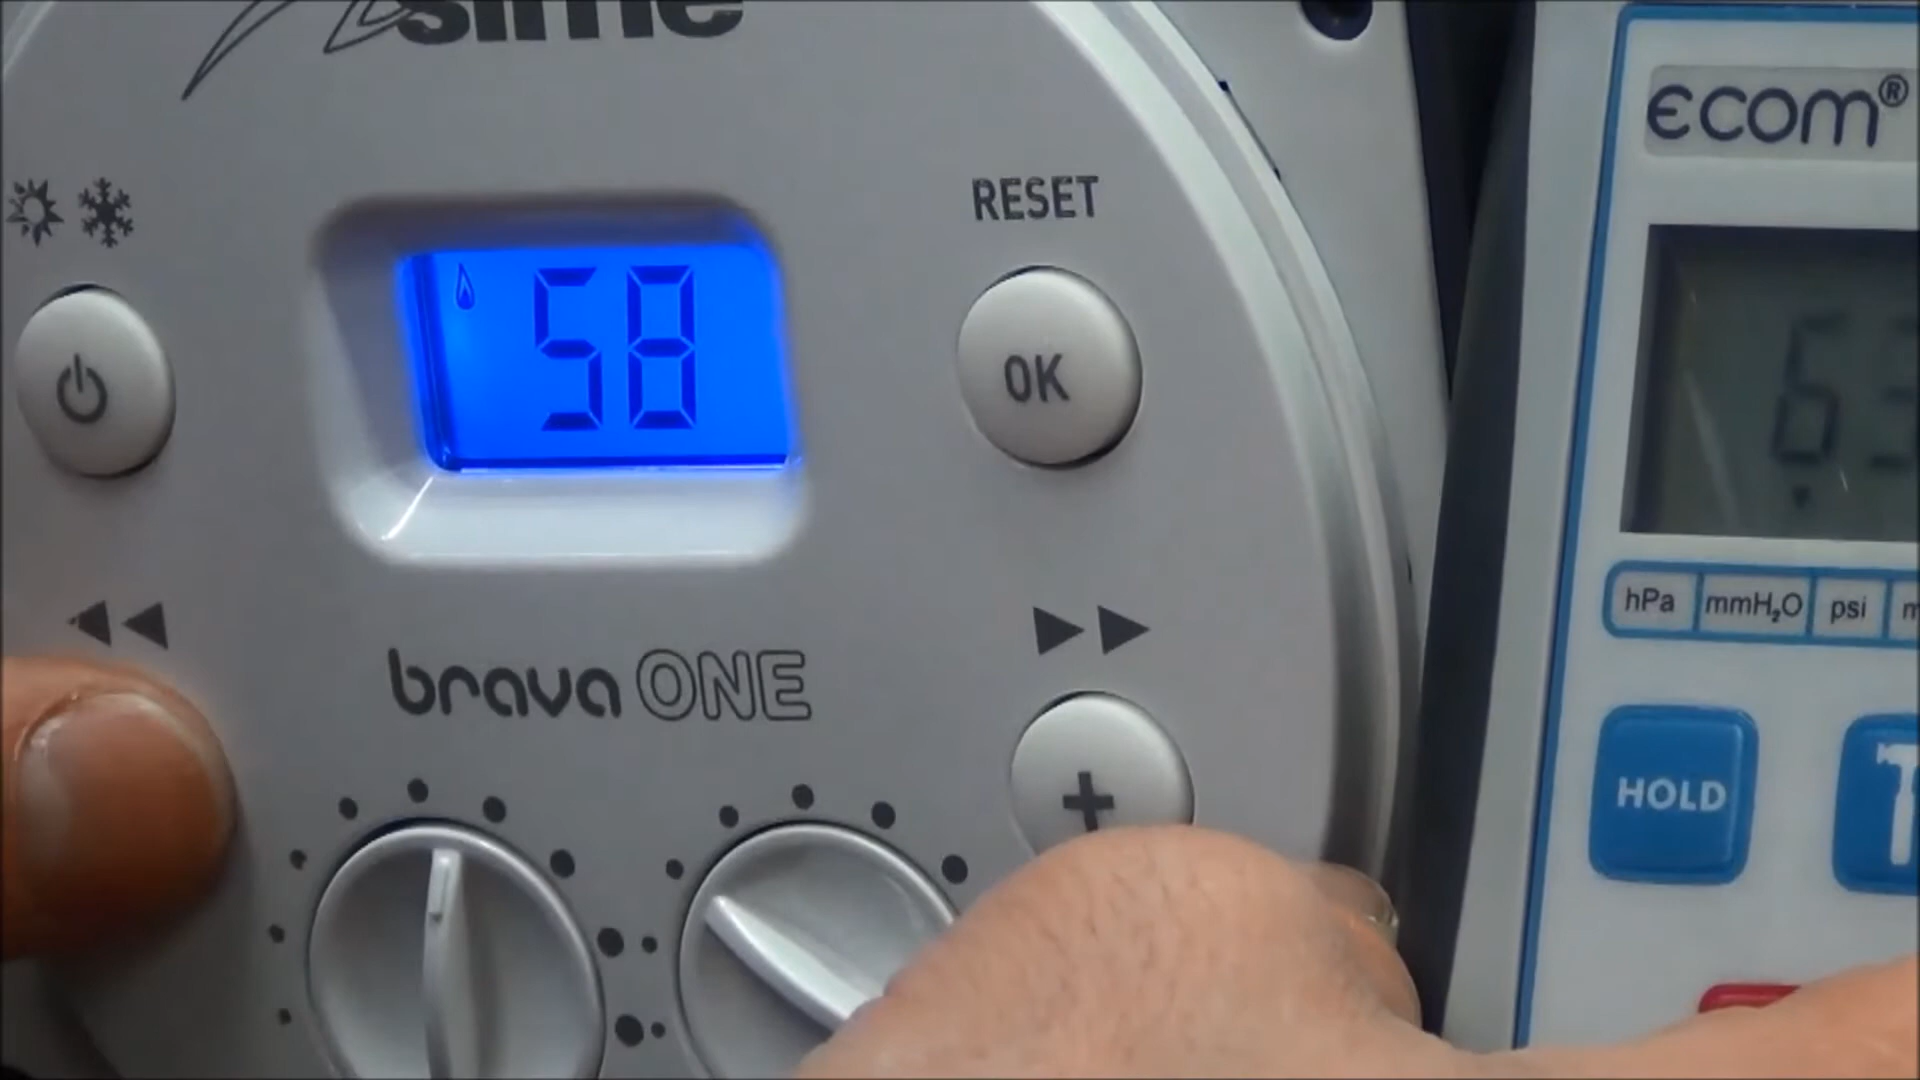 sime
ecom®
RESET
58
OK
hPa mmH₂O psi
brava ONE
+
HOLD